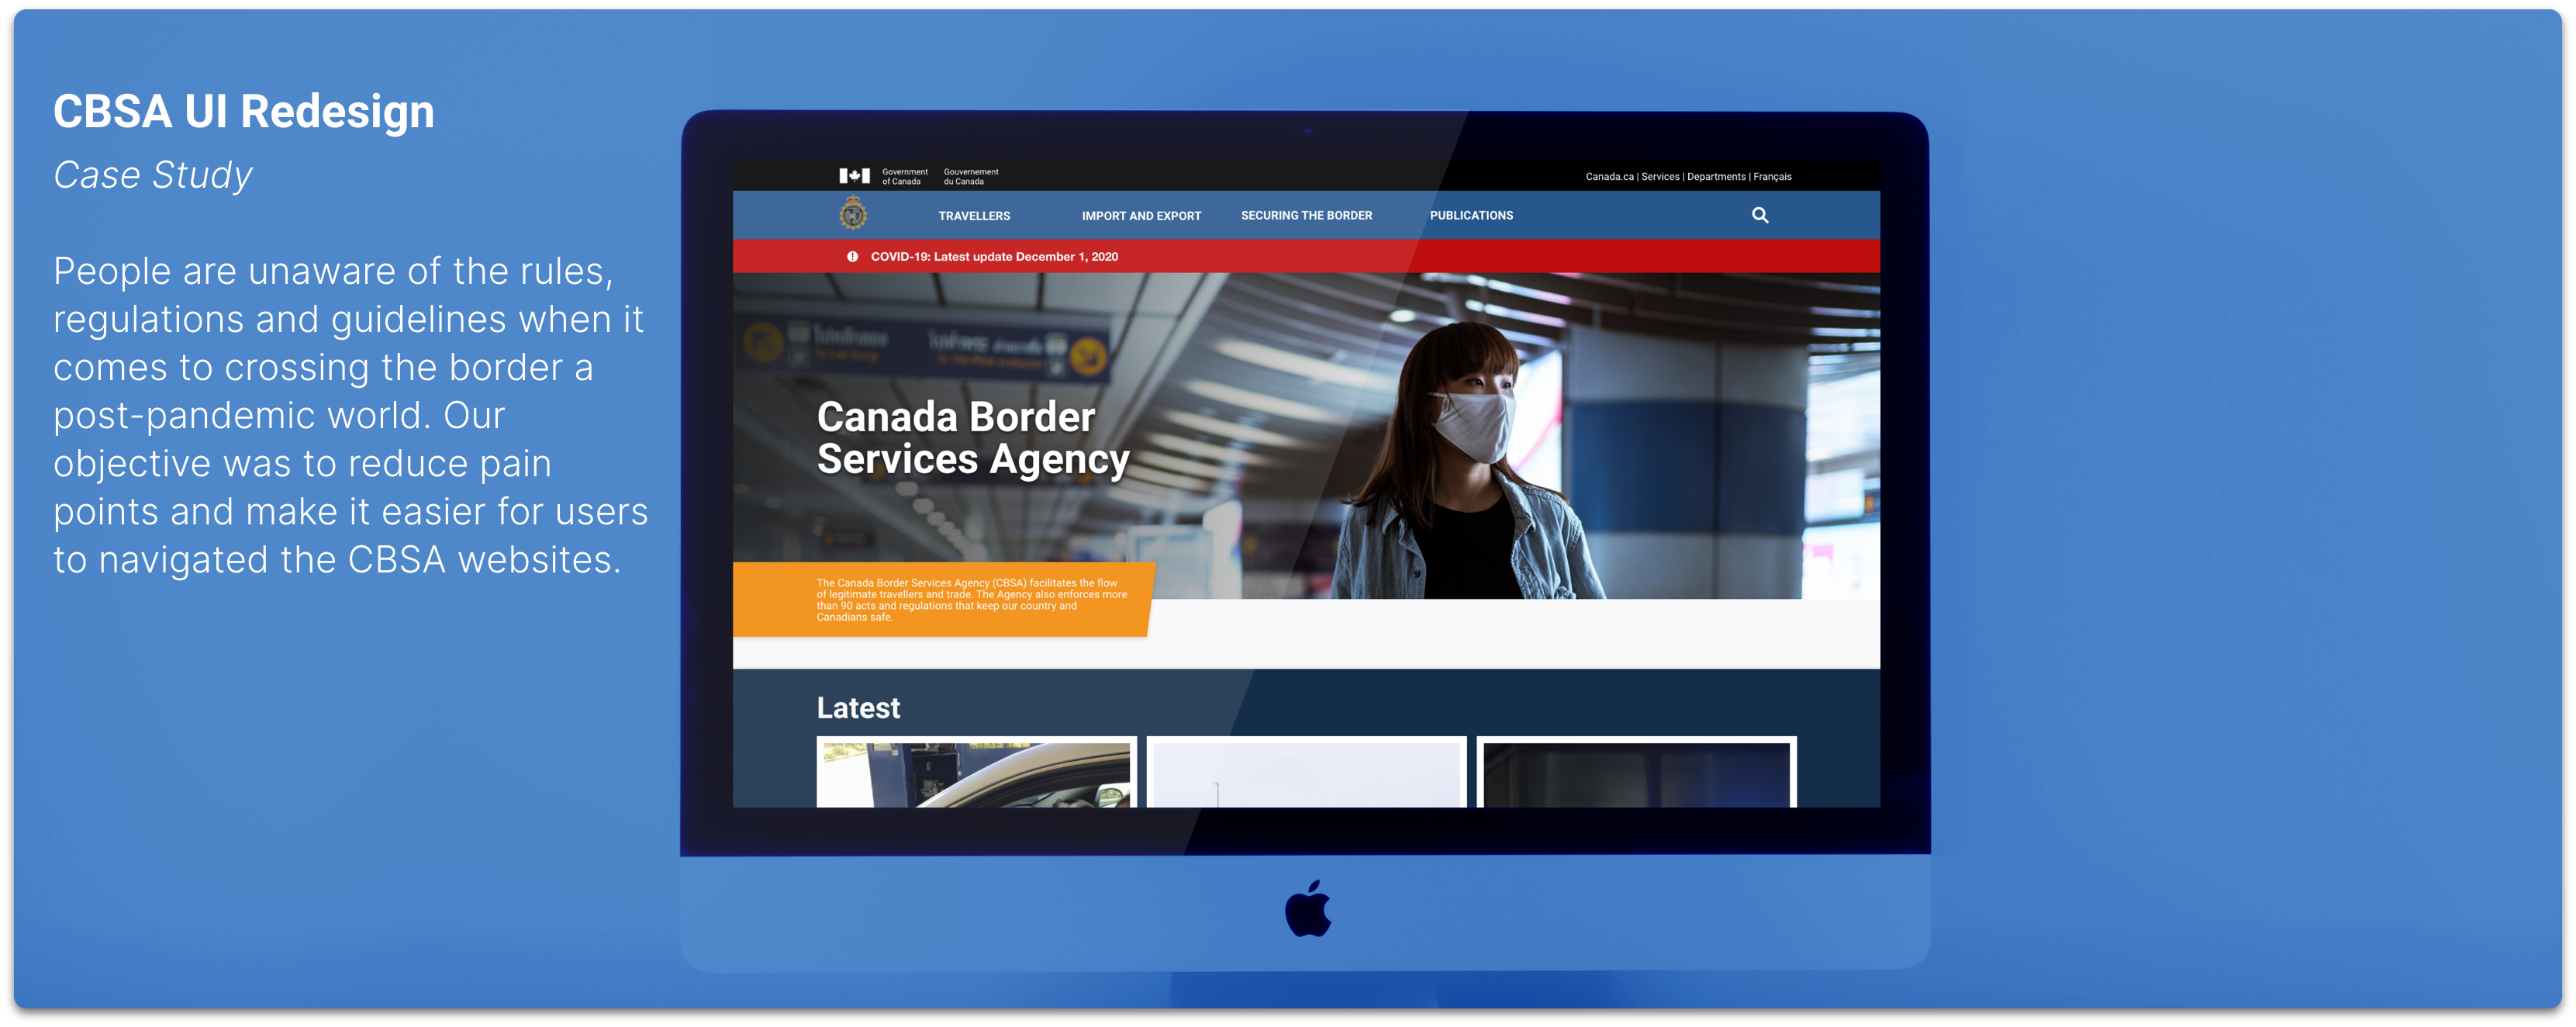 CBSA UI Redesign
Case Study
People are unaware of the rules,
regulations and guidelines when it
comes to crossing the border a
post-pandemic world. Our
objective was to reduce pain
points and make it easier for users
to navigated the CBSA websites.
Government
of Canada
Gouvernement
du Canada
Canada.ca | Services | Departments | Français
TRAVELLERS IMPORT AND EXPORT SECURING THE BORDER PUBLICATIONS
COVID-19: Latest update December 1, 2020
Canada Border
Services Agency
The Canada Border Services Agency (CBSA) facilitates the flow
of legitimate travellers and trade. The Agency also enforces more
than 90 acts and regulations that keep our country and
Canadians safe.
Latest